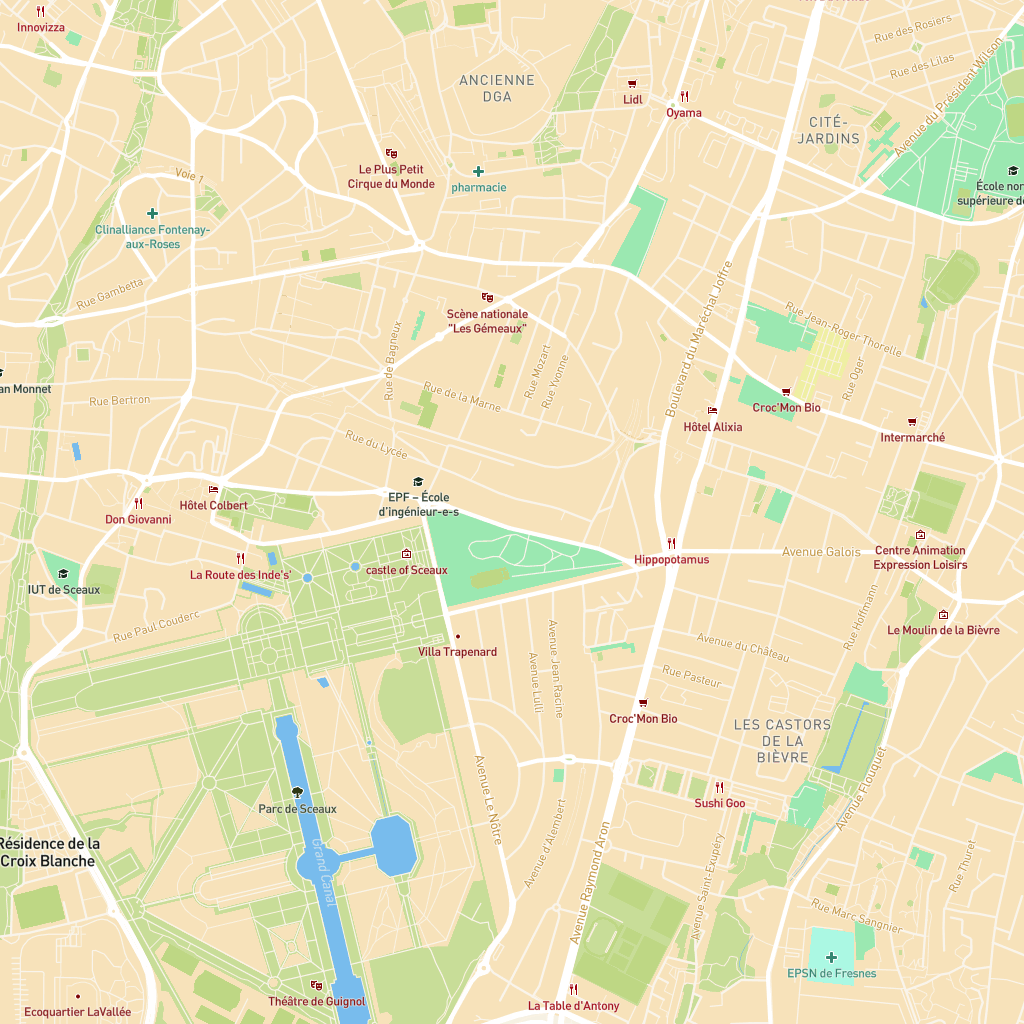 Innovizza
ANCIENNE
DGA
Lidl
Oyama
Rue des Rosiers
Rue des Lilas
Avenue du Président Wilson
CITÉ-
JARDINS
Le Plus Petit
Cirque du Monde
pharmacie
Voie 1
École nor
supérieure de
Clinalliance Fontenay-
aux-Roses
Rue Gambetta
Scène nationale
"Les Gémeaux"
Boulevard du Maréchal Joffre
Rue Jean-Roger Thorelle
Rue de Bagneux
Rue Mozart
Rue Yvonne
Rue Oger
an Monnet
Rue Bertron
Rue de la Marne
Croc'Mon Bio
Hôtel Alixia
Intermarché
Rue du Lycée
EPF – École
d'ingénieur-e-s
Hôtel Colbert
Don Giovanni
Hippopotamus
Avenue Galois
Centre Animation
Expression Loisirs
castle of Sceaux
La Route des Inde's'
IUT de Sceaux
Rue Paul Couderc
Rue Hoffmann
Le Moulin de la Bièvre
Villa Trapenard
Avenue Lulli
Avenue Jean Racine
Avenue du Château
Rue Pasteur
Croc'Mon Bio
LES CASTORS
DE LA
BIÈVRE
Avenue Le Nôtre
Avenue Flouquet
Parc de Sceaux
Sushi Goo
Résidence de la
Croix Blanche
Grand Canal
Avenue d'Alembert
Avenue Raymond Aron
Avenue Saint-Exupéry
Rue Thuret
Rue Marc Sangnier
EPSN de Fresnes
Théâtre de Guignol
Ecoquartier LaVallée
La Table d'Antony